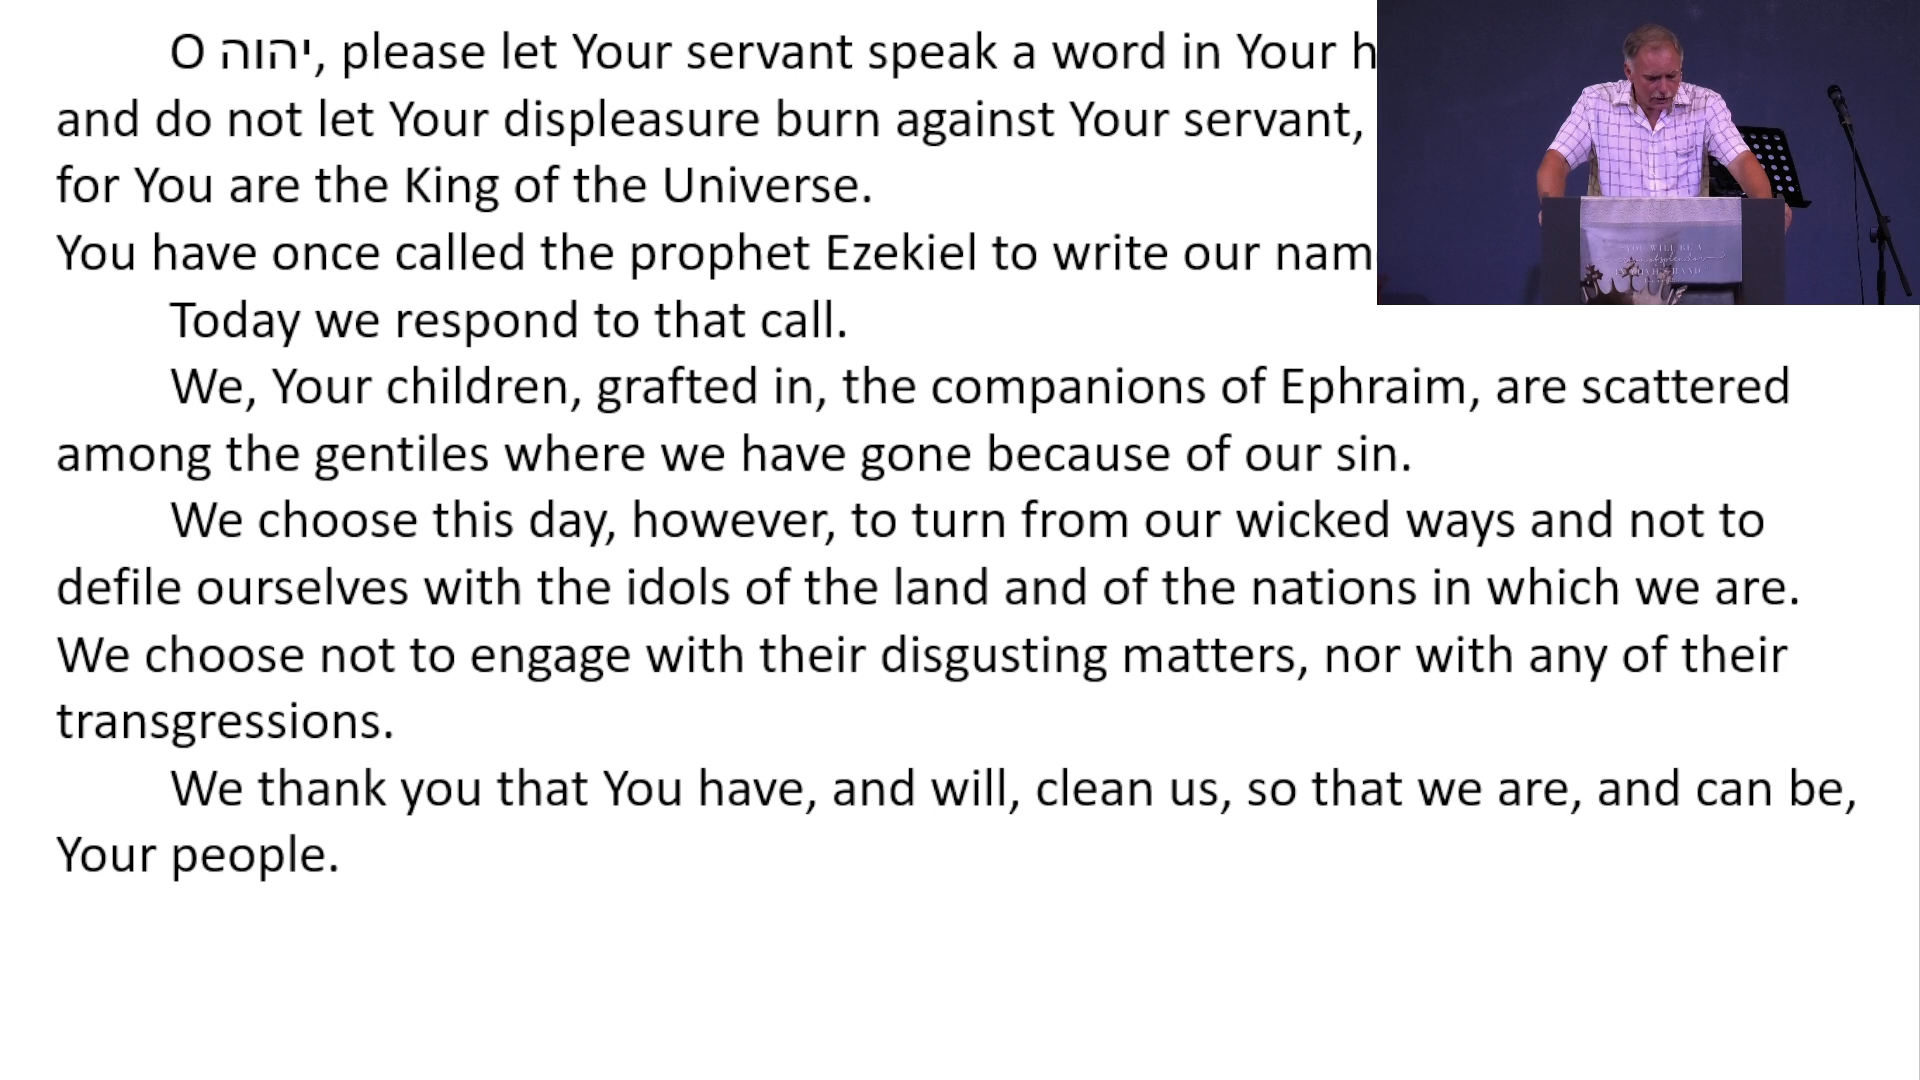 O יהוה, please let Your servant speak a word in Your
and do not let Your displeasure burn against Your servant,
for You are the King of the Universe.
You have once called the prophet Ezekiel to write our
Today we respond to that call.
We, Your children, grafted in, the companions of Ephraim, are scattered
among the gentiles where we have gone because of our sin.
We choose this day, however, to turn from our wicked ways and not to
defile ourselves with the idols of the land and of the nations in which we are.
We choose not to engage with their disgusting matters, nor with any of their
transgressions.
We thank you that You have, and will, clean us, so that we are, and can be,
Your people.
YOU WILL BE A